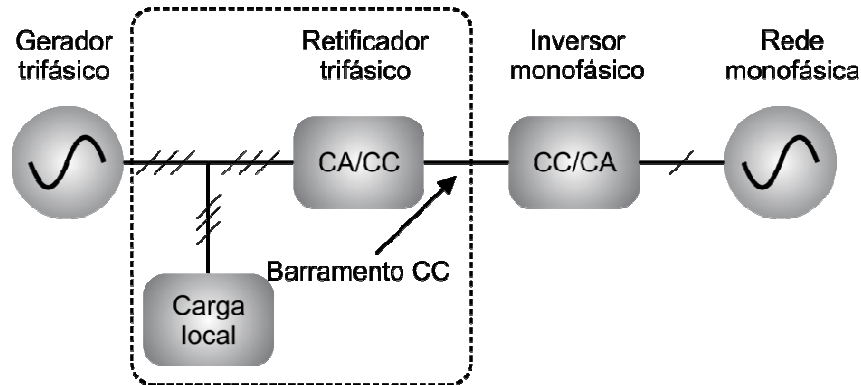 Gerador
trifásico
Retificador
trifásico
Inversor
monofásico
Rede
monofásica
CA/CC
CC/CA
Barramento CC
Carga
local